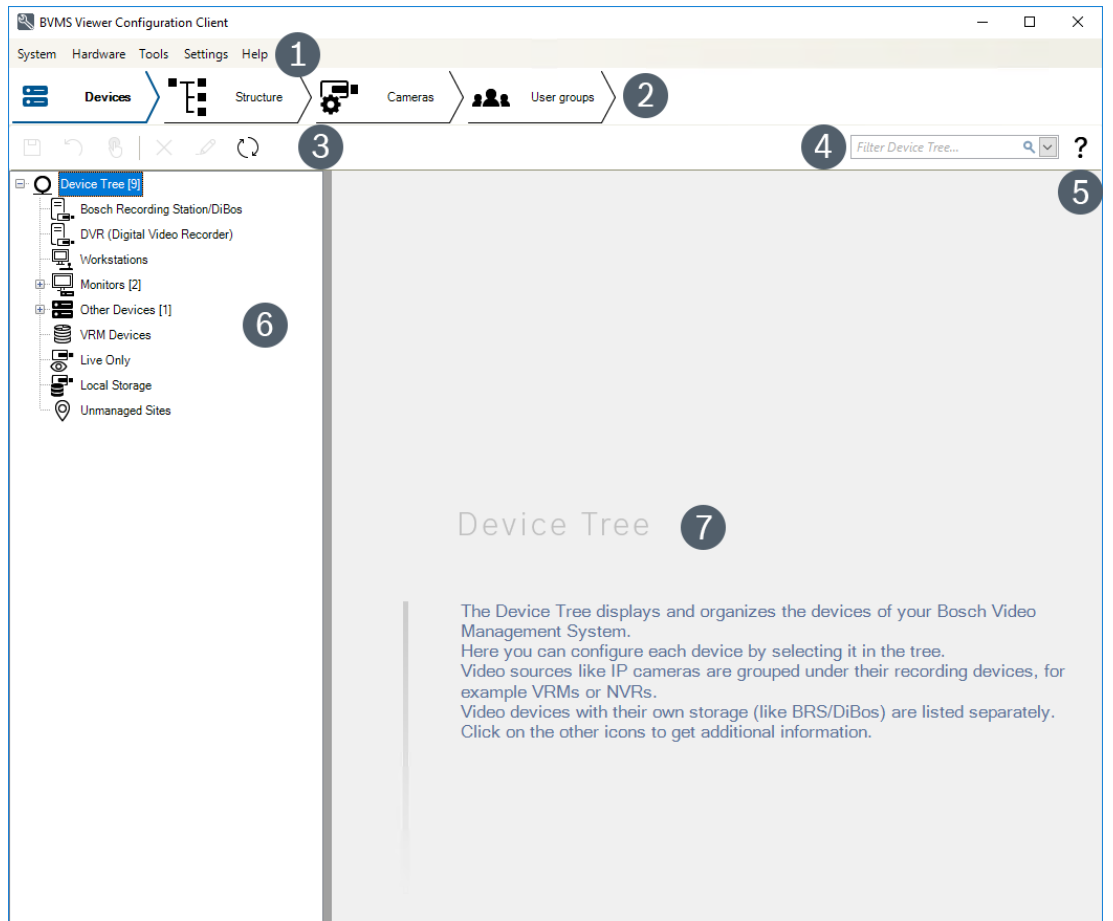 BVMS Viewer Configuration Client
System Hardware Tools Settings Help 1
Devices Structure Cameras User groups 2
3 4 Filter Device Tree... ?
5
Device Tree [9]
Bosch Recording Station/DiBos
DVR (Digital Video Recorder)
Workstations
Monitors [2]
Other Devices [1]
6
VRM Devices
Live Only
Local Storage
Unmanaged Sites
Device Tree 7
The Device Tree displays and organizes the devices of your Bosch Video
Management System.
Here you can configure each device by selecting it in the tree.
Video sources like IP cameras are grouped under their recording devices, for
example VRMs or NVRs.
Video devices with their own storage (like BRS/DiBos) are listed separately.
Click on the other icons to get additional information.